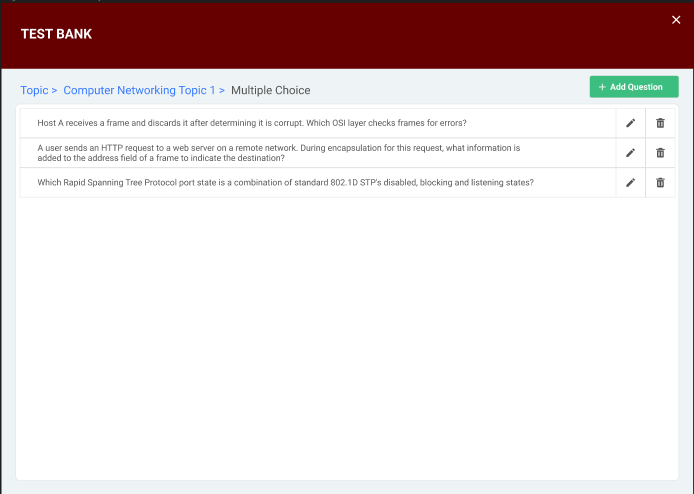 TEST BANK
Topic > Computer Networking Topic 1 > Multiple Choice
+ Add Question
Host A receives a frame and discards it after determining it is corrupt. Which OSI layer checks frames for errors?
A user sends an HTTP request to a web server on a remote network. During encapsulation for this request, what information is
added to the address field of a frame to indicate the destination?
Which Rapid Spanning Tree Protocol port state is a combination of standard 802.1D STP's disabled, blocking and listening states?